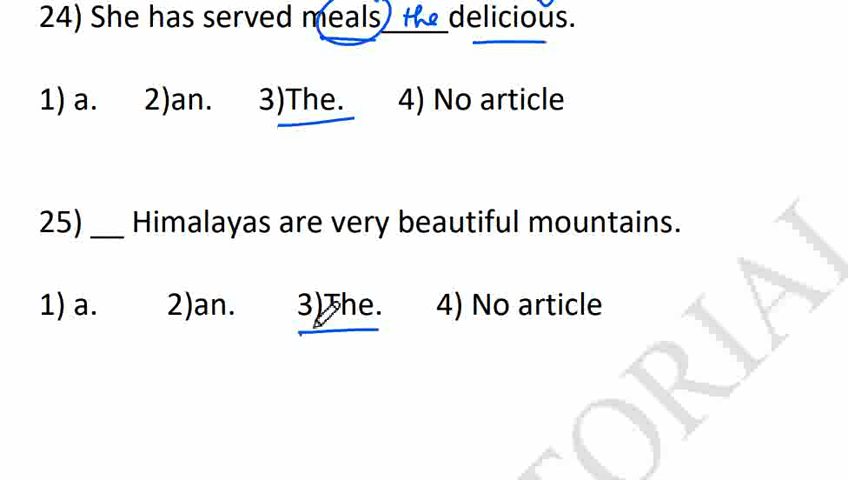 24) She has served meals the delicious.
1) a. 2)an. 3)The. 4) No article
25) __ Himalayas are very beautiful mountains.
1) a. 2)an. 3)The. 4) No article
TORIAL